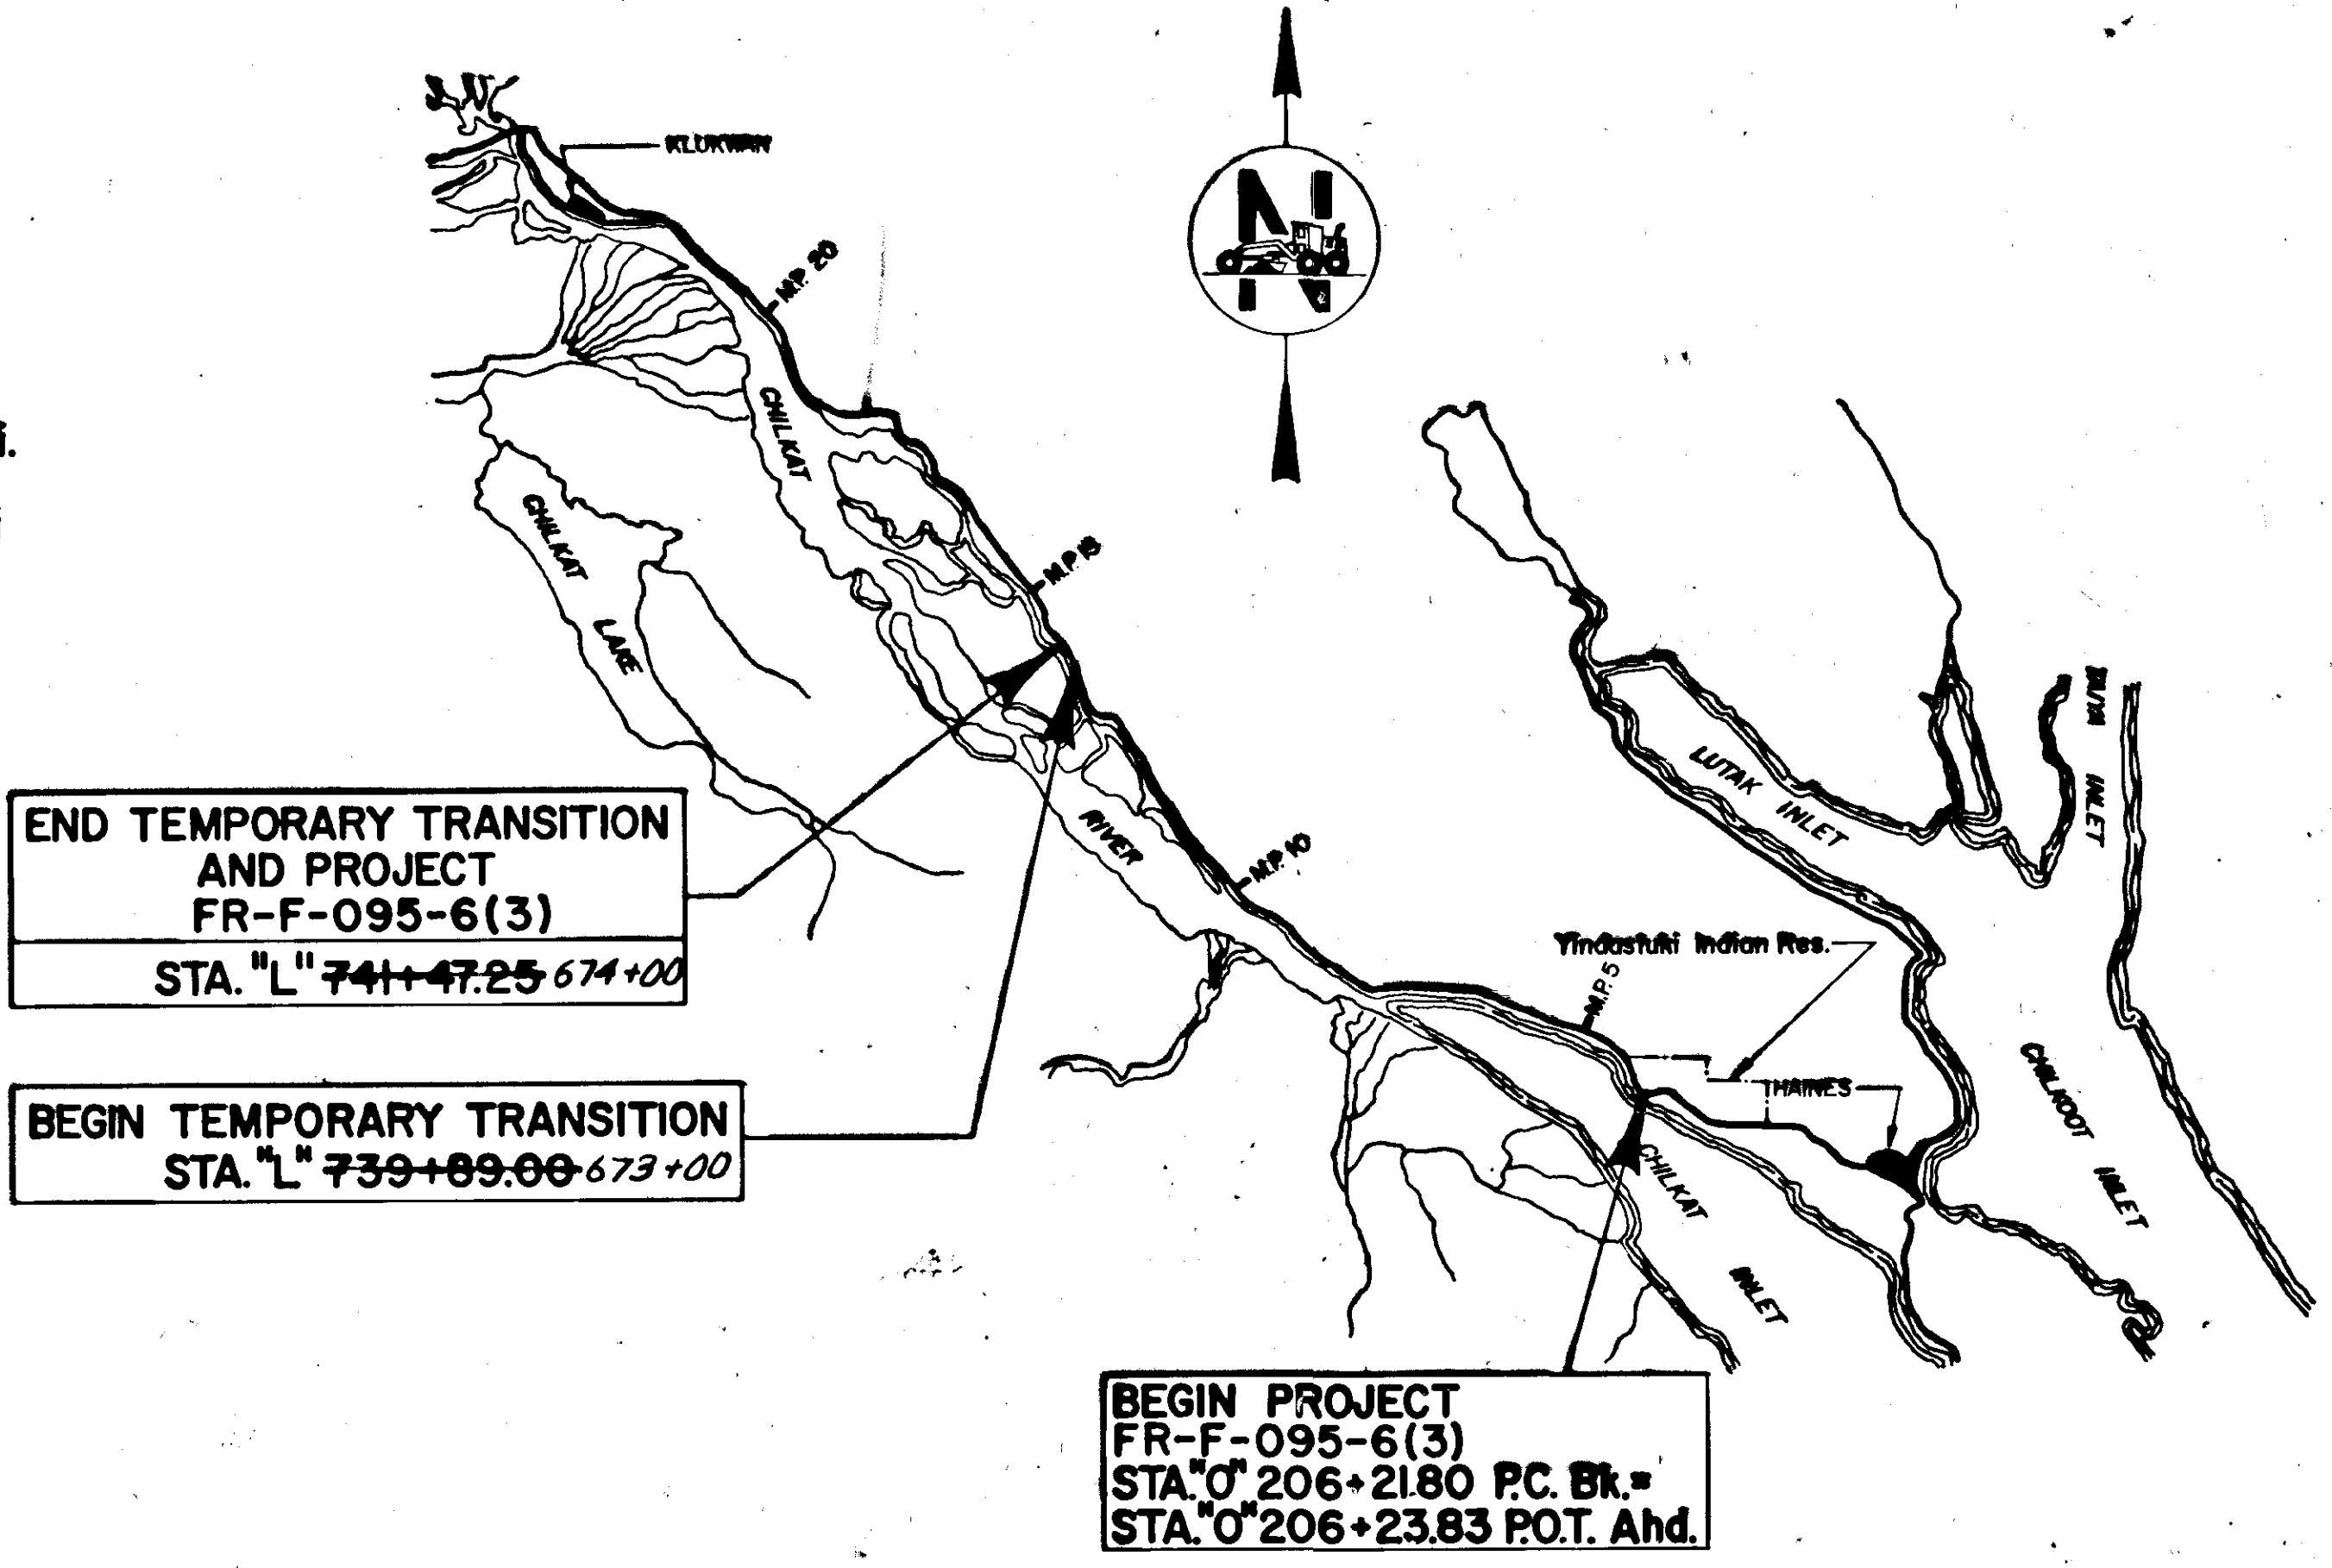 KLUKWAN
N
M.P. 20
CHILKAT
CHILKAT
LAKE
M.P. 15
TAIYA INLET
LUTAK INLET
RIVER
M.P. 10
END TEMPORARY TRANSITION
AND PROJECT
FR-F-095-6(3)
STA. "L" 741+47.25 674+00
Yindastuki Indian Res.
M.P. 5
BEGIN TEMPORARY TRANSITION
STA. "L" 739+89.00 673+00
HAINES
CHILKOOT INLET
CHILKAT
INLET
BEGIN PROJECT
FR-F-095-6(3)
STA. "O" 206+21.80 P.C. Bk.=
STA. "O" 206+23.83 P.O.T. Ahd.